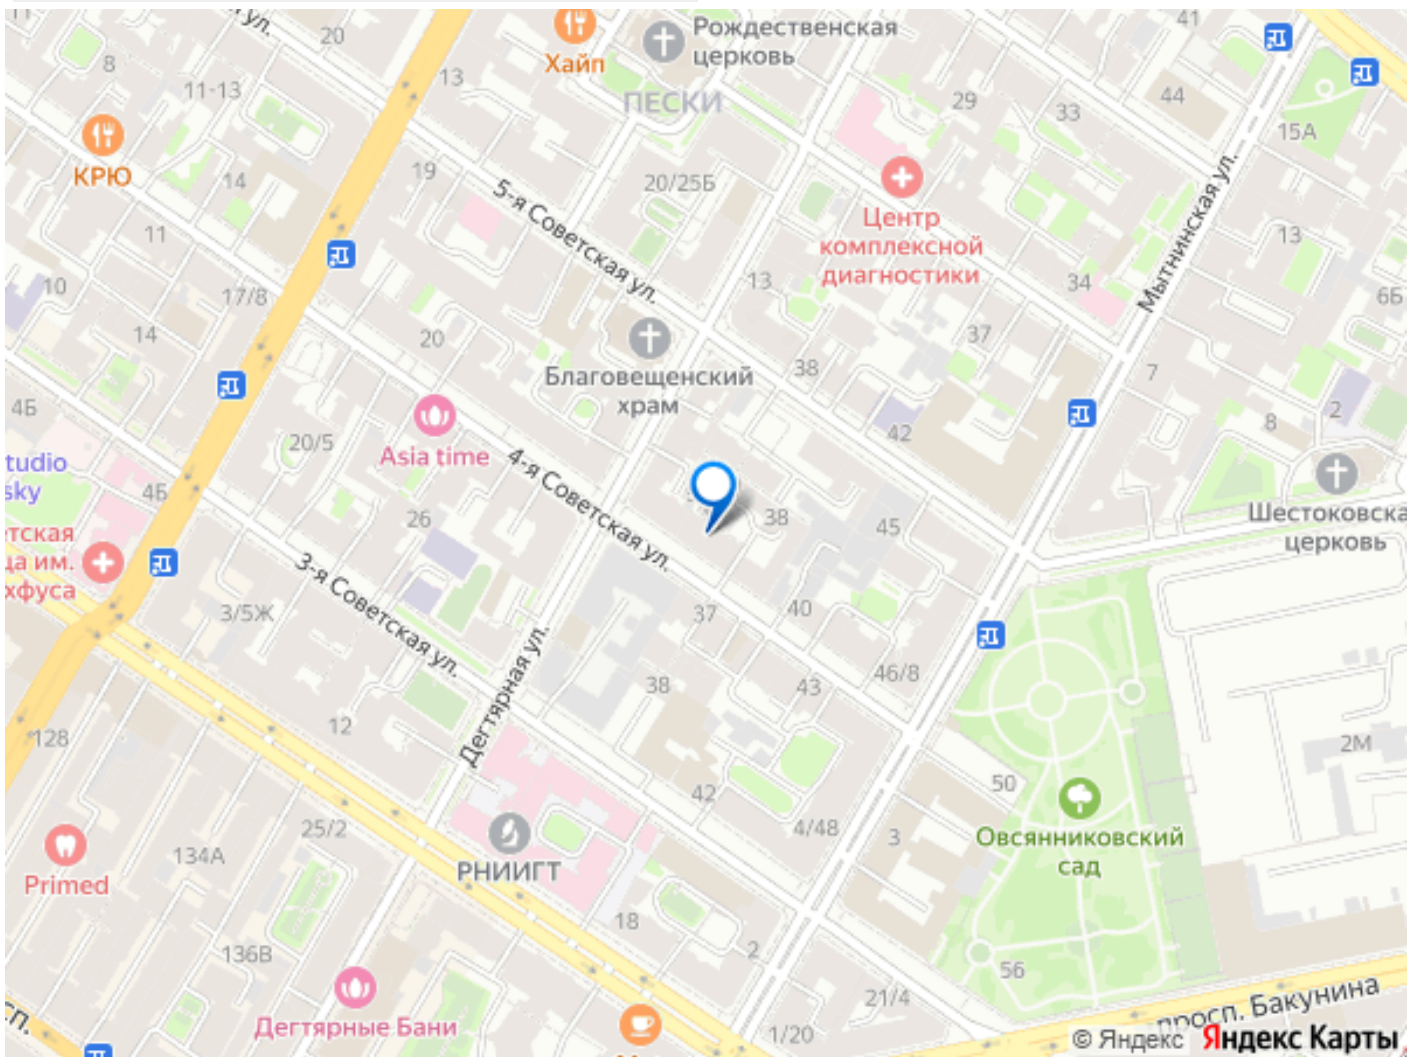 11
ул.
20
8
11-13
КРЮ
13
Хайп
Рождественская
церковь
ПЕСКИ
41
44
29
33
15А
14
19
5-я Советская ул.
20/25Б
Центр
комплексной
диагностики
Мытнинская ул.
13
11
10
17/8
14
20
13
34
37
6Б
7
38
Благовещенский
храм
4Б
20/5
Asia time
4-я Советская ул.
42
8
2
tudio
sky
4Б
26
38
45
Шестоковска
церковь
3-я Советская ул.
3/5Ж
37
40
Дегтярная ул.
38
43
46/8
12
128
2М
50
42
4/48
3
Овсянниковский
сад
25/2
134А
РНИИГТ
Primed
18
2
136В
56
21/4
Дегтярные Бани
1/20
просп. Бакунина
© Яндекс Яндекс Карты